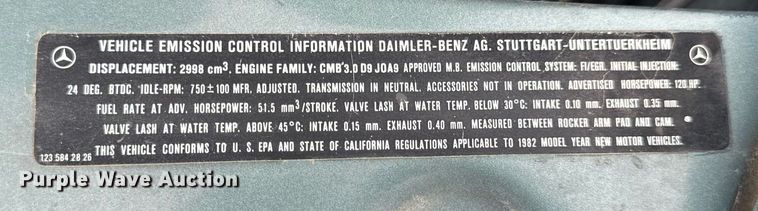 VEHICLE EMISSION CONTROL INFORMATION DAIMLER-BENZ AG. STUTTGART-UNTERTUERKHEIM
DISPLACEMENT: 2998 cm³, ENGINE FAMILY: CMB 3.0 D9 JOA9 APPROVED M.B. EMISSION CONTROL SYSTEM: FI/EGR. INITIAL INJECTION:
24 DEG. BTDC. IDLE-RPM: 750 ± 100 MFR. ADJUSTED. TRANSMISSION IN NEUTRAL. ACCESSORIES NOT IN OPERATION. ADVERTISED HORSEPOWER: 120 HP.
FUEL RATE AT ADV. HORSEPOWER: 51.5 mm³/STROKE. VALVE LASH AT WATER TEMP. BELOW 30°C: INTAKE 0.10 mm. EXHAUST 0.35 mm.
VALVE LASH AT WATER TEMP. ABOVE 45°C: INTAKE 0.15 mm. EXHAUST 0.40 mm. MEASURED BETWEEN ROCKER ARM PAD AND CAM.
THIS VEHICLE CONFORMS TO U. S. EPA AND STATE OF CALIFORNIA REGULATIONS APPLICABLE TO 1982 MODEL YEAR NEW MOTOR VEHICLES.
123 584 28 26
Purple Wave Auction